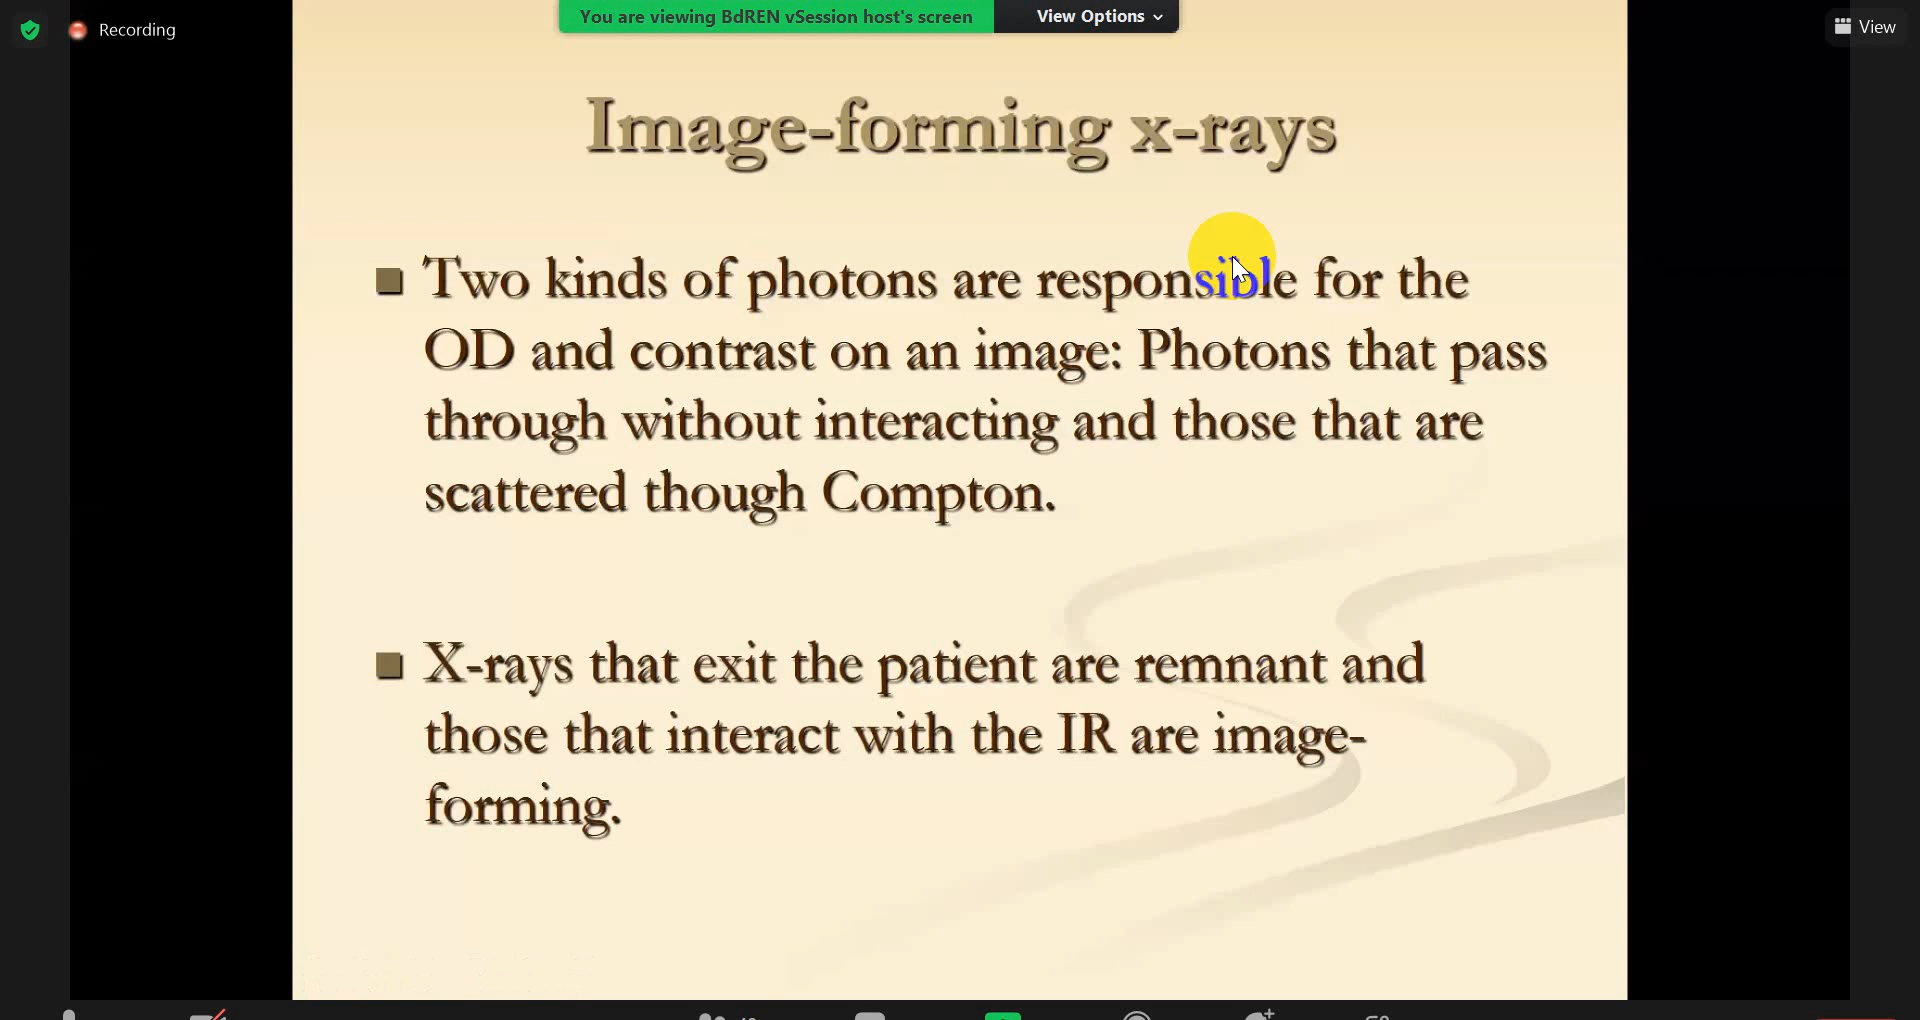 Recording
You are viewing BdREN vSession host's screen
View Options
View
Image-forming x-rays
Two kinds of photons are responsible for the
OD and contrast on an image: Photons that pass
through without interacting and those that are
scattered though Compton.
X-rays that exit the patient are remnant and
those that interact with the IR are image-
forming.